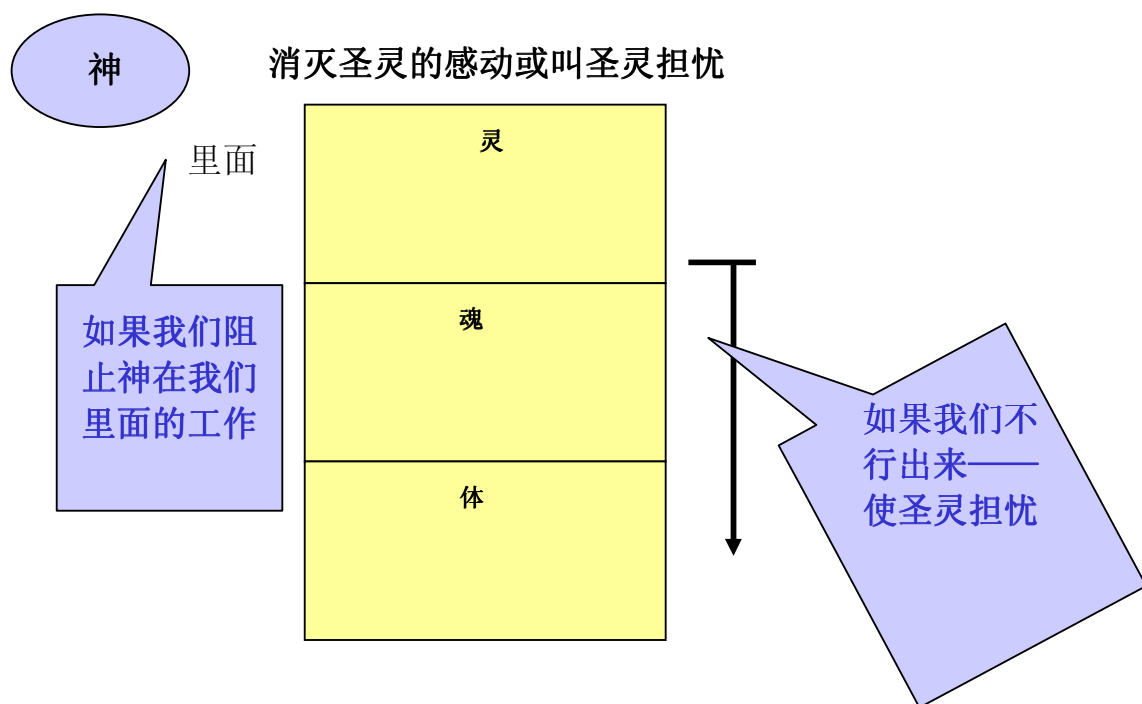 神
消灭圣灵的感动或叫圣灵担忧
灵
里面
魂
如果我们阻
止神在我们
里面的工作
如果我们不
行出来——
使圣灵担忧
体